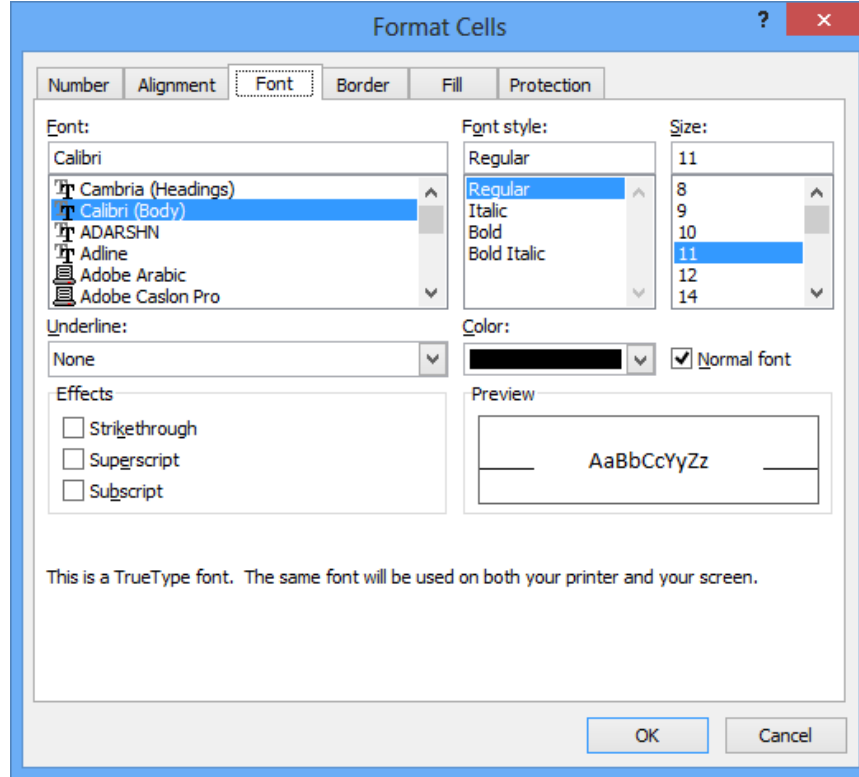 Format Cells
?
×
Number Alignment Font Border Fill Protection
Font: Font style: Size:
Calibri Regular 11
Cambria (Headings) Regular 8
Calibri (Body) Italic 9
ADARSHN Bold 10
Adline Bold Italic 11
Adobe Arabic 12
Adobe Caslon Pro 14
Underline: Color:
None Normal font
Effects Preview
Strikethrough
Superscript AaBbCcYyZz
Subscript
This is a TrueType font.  The same font will be used on both your printer and your screen.
OK Cancel